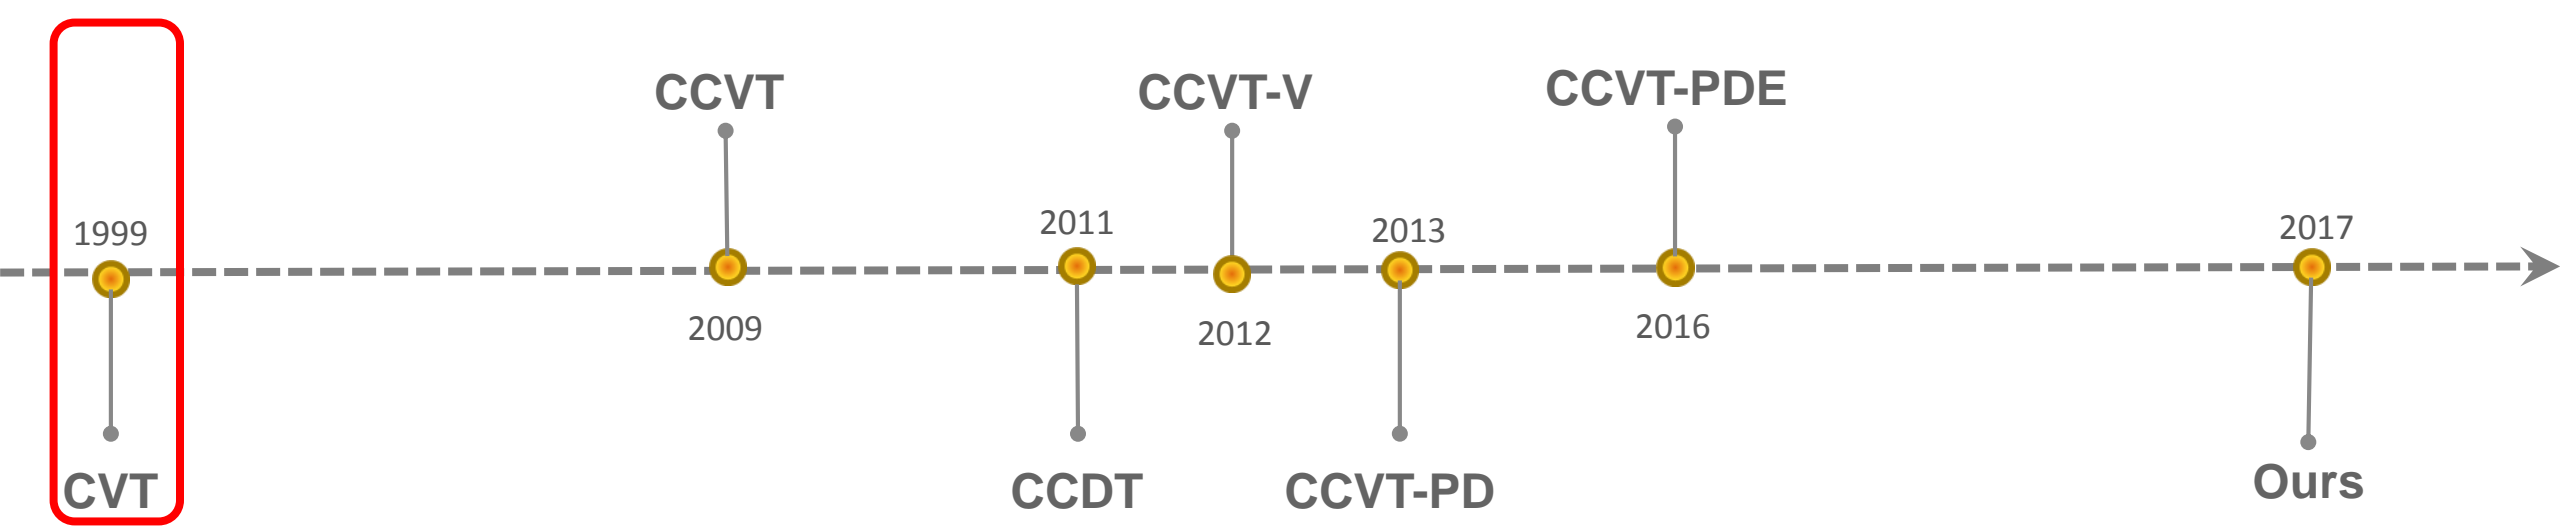 CCVT
CCVT-V
CCVT-PDE
1999
2011
2013
2017
2009
2012
2016
CVT
CCDT
CCVT-PD
Ours